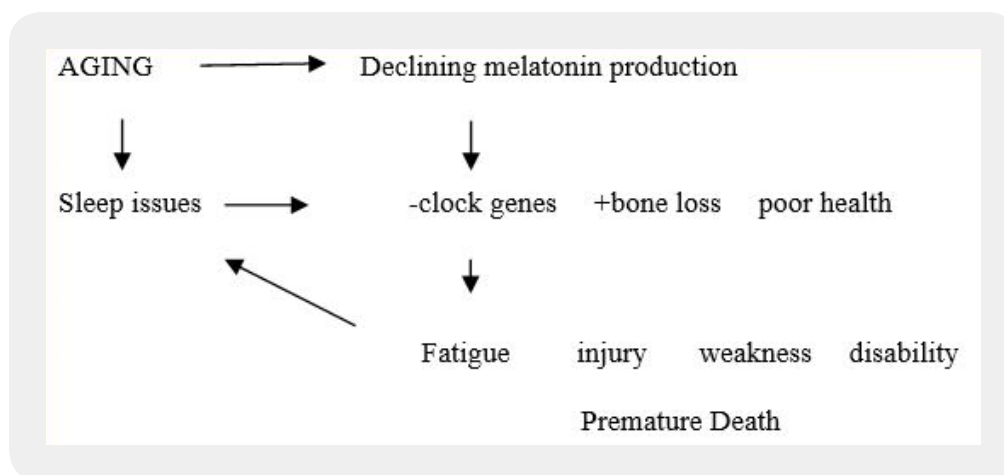 AGING Declining melatonin production
Sleep issues -clock genes +bone loss poor health
Fatigue injury weakness disability
Premature Death